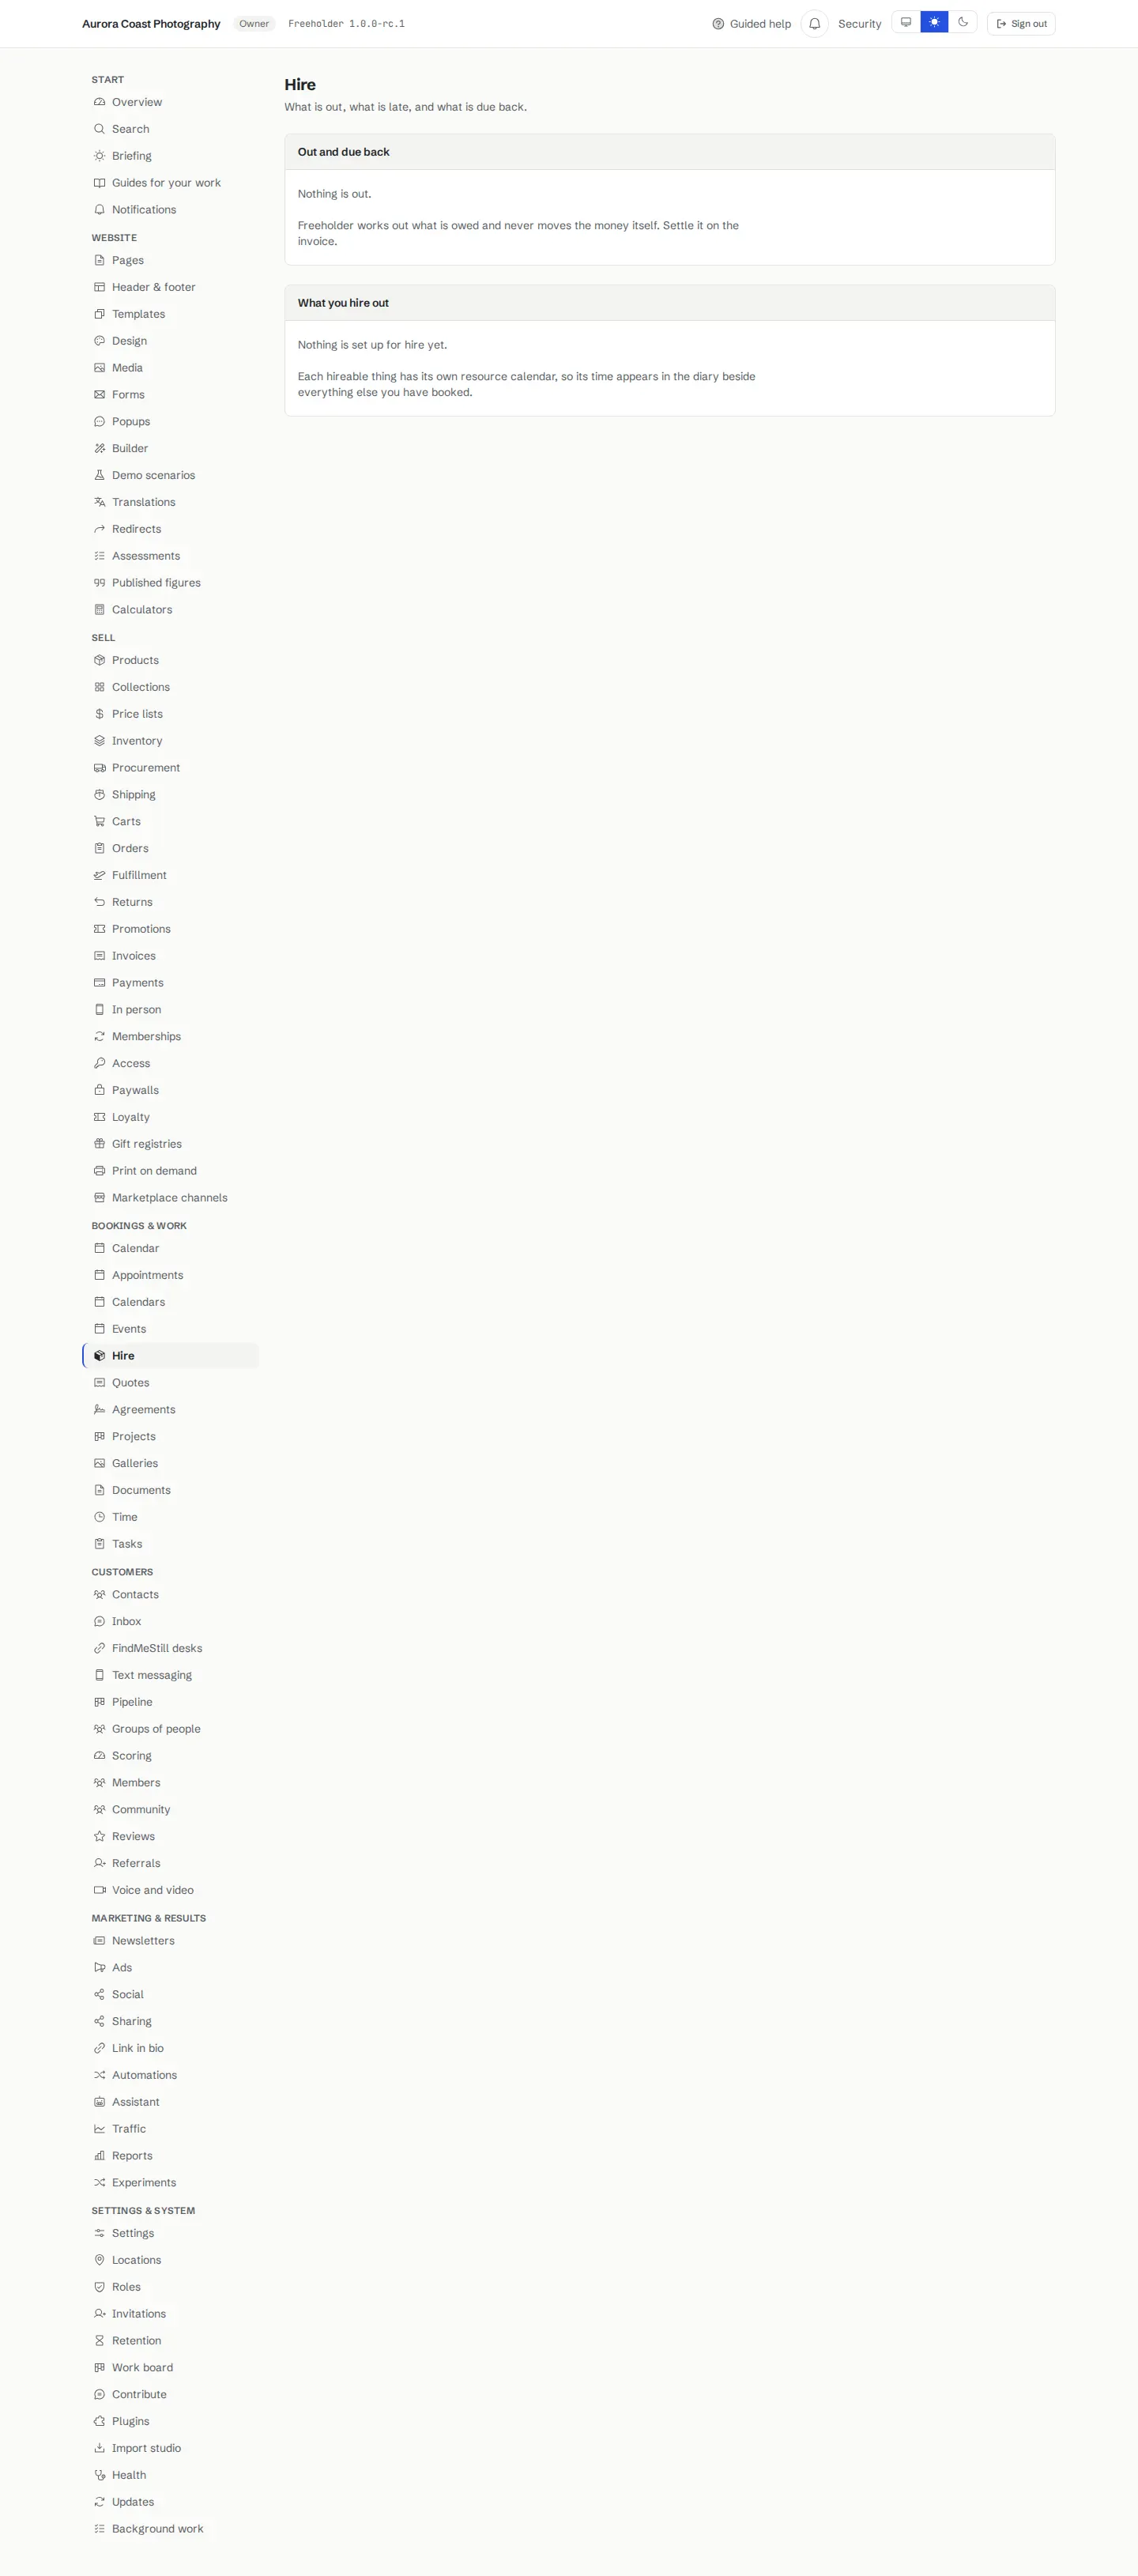 Aurora Coast Photography Owner Freeholder 1.0.0-rc.1 Guided help Security Sign out
START
Overview
Search
Briefing
Guides for your work
Notifications
WEBSITE
Pages
Header & footer
Templates
Design
Media
Forms
Popups
Builder
Demo scenarios
Translations
Redirects
Assessments
Published figures
Calculators
SELL
Products
Collections
Price lists
Inventory
Procurement
Shipping
Carts
Orders
Fulfillment
Returns
Promotions
Invoices
Payments
In person
Memberships
Access
Paywalls
Loyalty
Gift registries
Print on demand
Marketplace channels
BOOKINGS & WORK
Calendar
Appointments
Calendars
Events
Hire
Quotes
Agreements
Projects
Galleries
Documents
Time
Tasks
CUSTOMERS
Contacts
Inbox
FindMeStill desks
Text messaging
Pipeline
Groups of people
Scoring
Members
Community
Reviews
Referrals
Voice and video
MARKETING & RESULTS
Newsletters
Ads
Social
Sharing
Link in bio
Automations
Assistant
Traffic
Reports
Experiments
SETTINGS & SYSTEM
Settings
Locations
Roles
Invitations
Retention
Work board
Contribute
Plugins
Import studio
Health
Updates
Background work
Hire
What is out, what is late, and what is due back.
Out and due back
Nothing is out.
Freeholder works out what is owed and never moves the money itself. Settle it on the
invoice.
What you hire out
Nothing is set up for hire yet.
Each hireable thing has its own resource calendar, so its time appears in the diary beside
everything else you have booked.